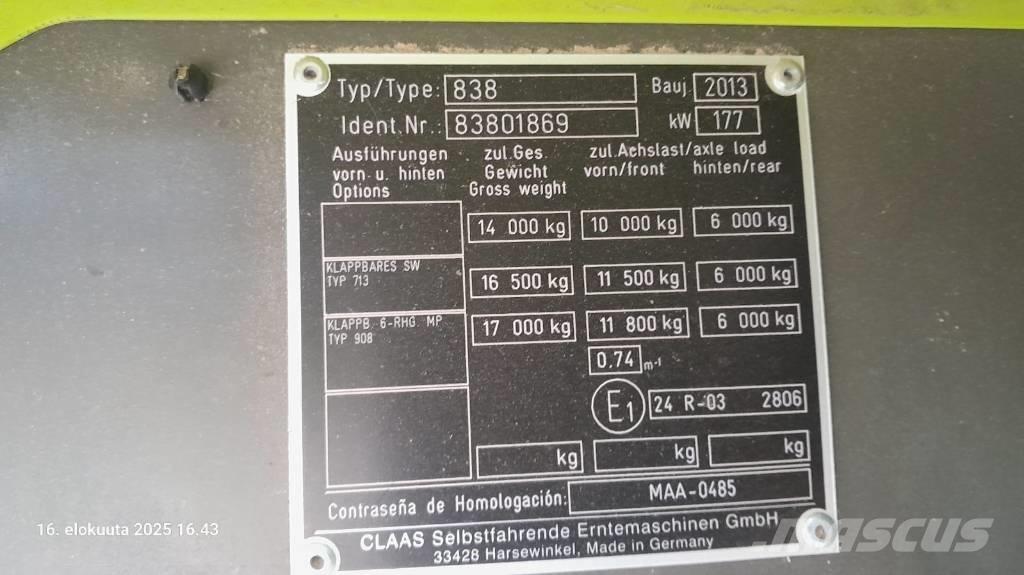 Typ/Type: 838 Bauj. 2013
Ident.Nr.: 83801869 kW 177
Ausführungen vorn u. hinten Options
zul.Ges. Gewicht Gross weight
zul.Achslast/axle load
vorn/front hinten/rear
14 000 kg 10 000 kg 6 000 kg
KLAPPBARES SW
TYP 713
16 500 kg 11 500 kg 6 000 kg
KLAPPB. 6-RHG. MP
TYP 908
17 000 kg 11 800 kg 6 000 kg
0.74 m⁻¹
E1 24 R-03 2806
kg kg kg
Contraseña de Homologación: MAA-0485
CLAAS Selbstfahrende Erntemaschinen GmbH
33428 Harsewinkel, Made in Germany
16. elokuuta 2025 16.43
mascus